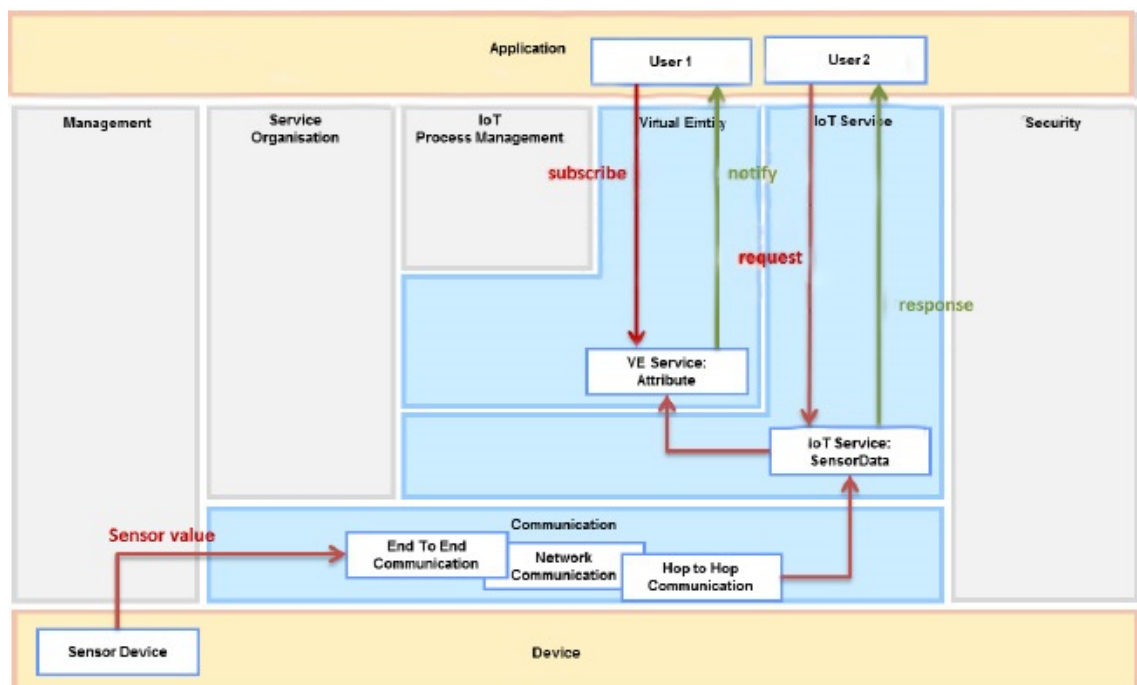 Application
User 1
User 2
Management
Service
Organisation
IoT
Process Management
Virtual Emtity
IoT Service
Security
subscribe
notify
request
response
VE Service:
Attribute
IoT Service:
SensorData
Communication
Sensor value
End To End
Communication
Network
Communication
Hop to Hop
Communication
Sensor Device
Device